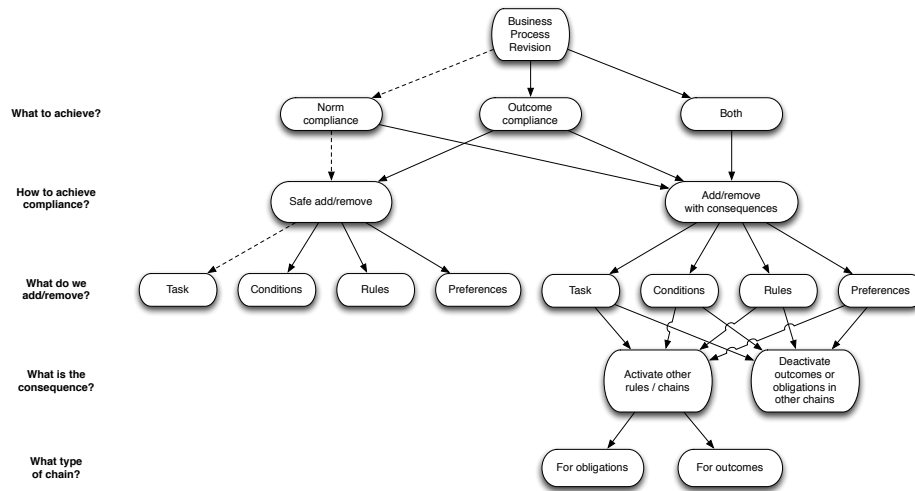 Business
Process
Revision
What to achieve?
Norm
compliance
Outcome
compliance
Both
How to achieve
compliance?
Safe add/remove
Add/remove
with consequences
What do we
add/remove?
Task
Conditions
Rules
Preferences
Task
Conditions
Rules
Preferences
What is the
consequence?
Activate other
rules / chains
Deactivate
outcomes or
obligations in
other chains
What type
of chain?
For obligations
For outcomes